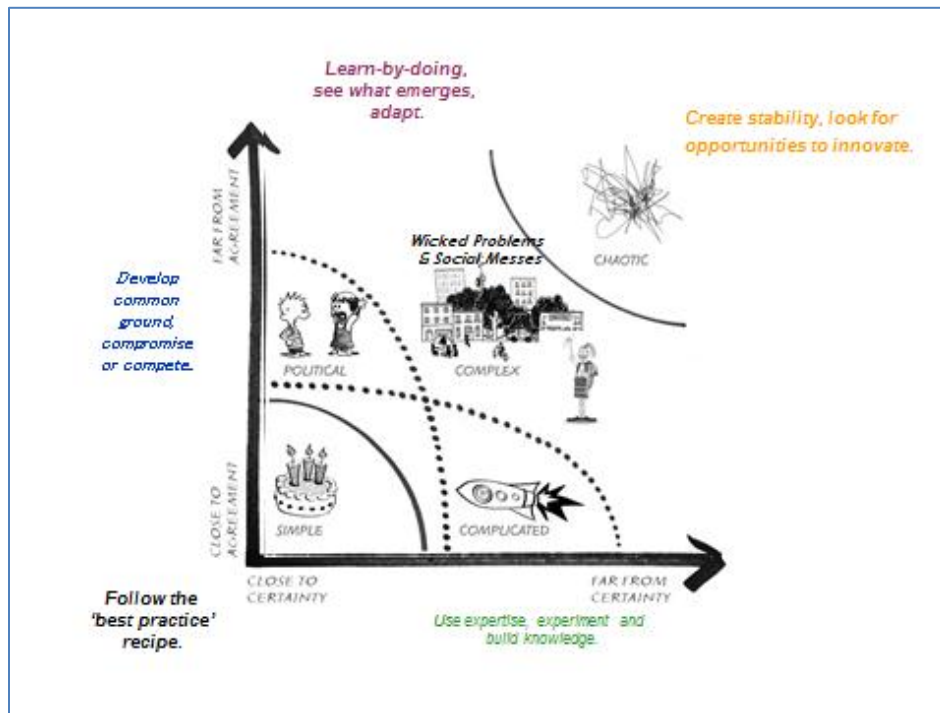 Learn-by-doing,
see what emerges,
adapt.
Create stability, look for
opportunities to innovate.
FAR FROM
AGREEMENT
Wicked Problems
& Social Messes
CHAOTIC
Develop
common
ground,
compromise
or compete.
POLITICAL
COMPLEX
CLOSE TO
AGREEMENT
SIMPLE
COMPLICATED
CLOSE TO
CERTAINTY
FAR FROM
CERTAINTY
Follow the
'best practice'
recipe.
Use expertise, experiment and
build knowledge.